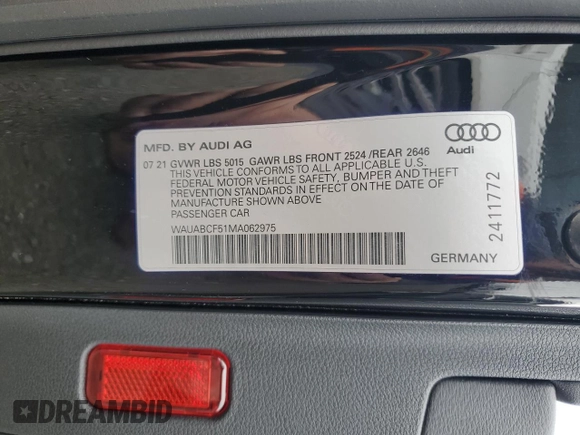 MFD. BY AUDI AG
07 21 GVWR LBS 5015 GAWR LBS FRONT 2524 /REAR 2646
THIS VEHICLE CONFORMS TO ALL APPLICABLE U.S.
FEDERAL MOTOR VEHICLE SAFETY, BUMPER AND THEFT
PREVENTION STANDARDS IN EFFECT ON THE DATE OF
MANUFACTURE SHOWN ABOVE
PASSENGER CAR
WAUABCF51MA062975
GERMANY
Audi
2411772
DREAMBID